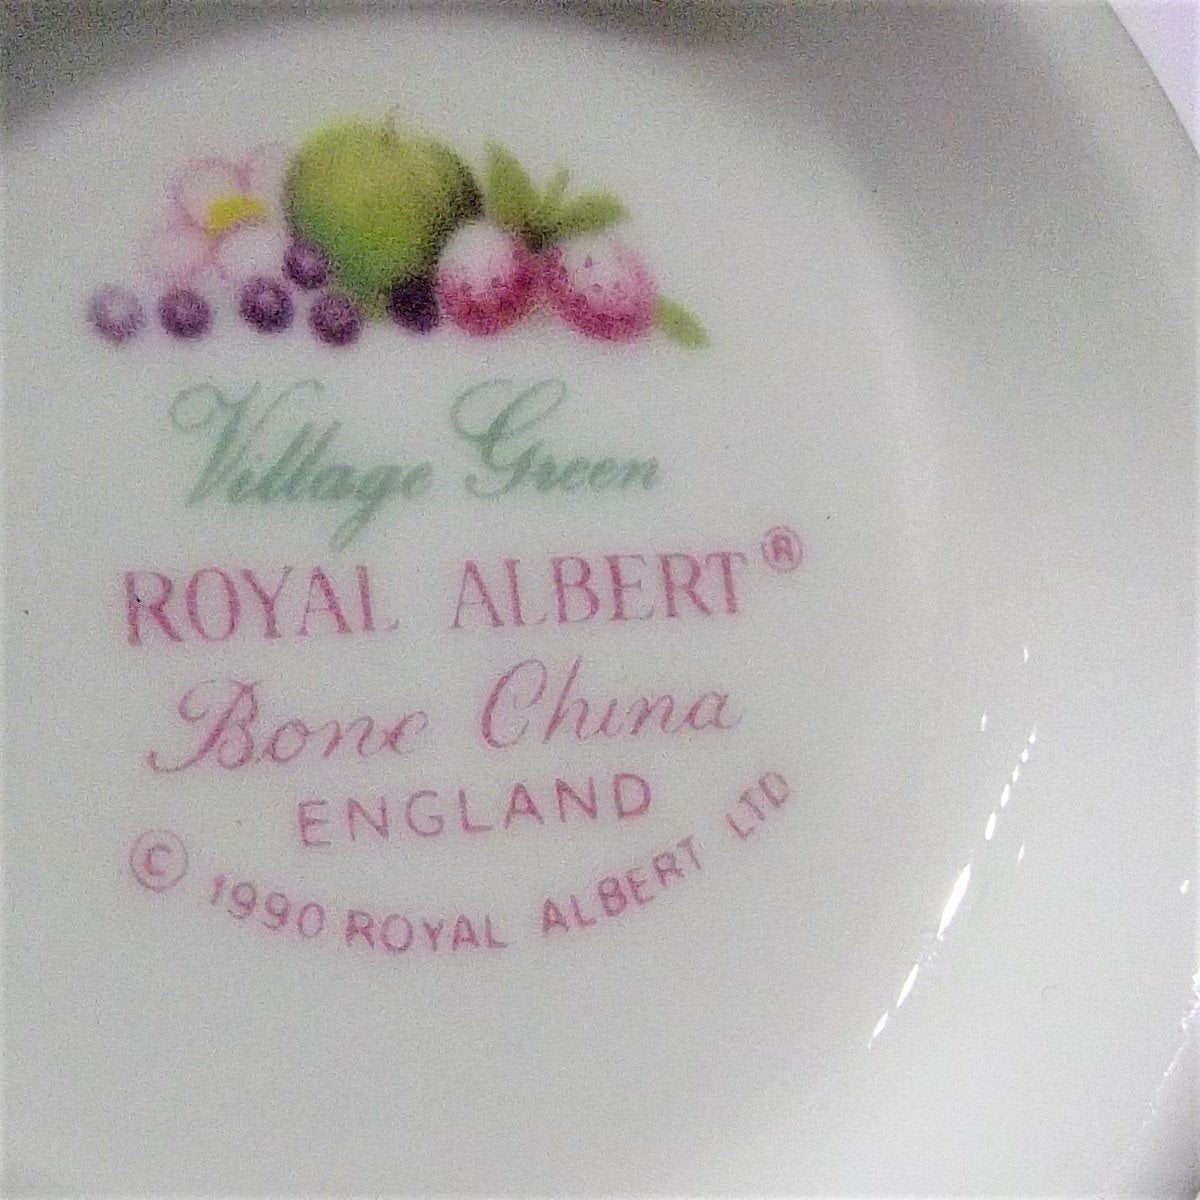 Village Green
ROYAL ALBERT®
Bone China
ENGLAND
© 1990 ROYAL ALBERT LTD